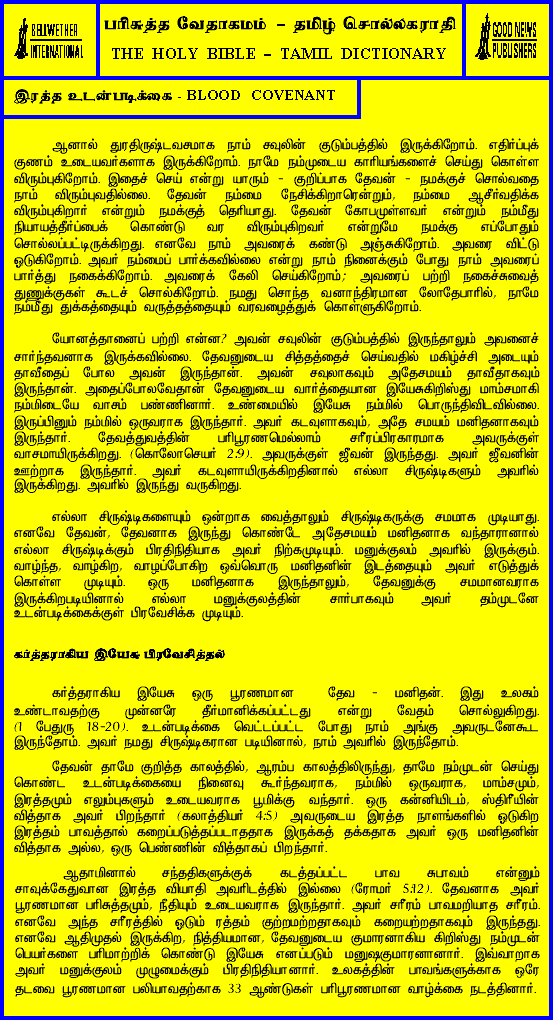 BELLWETHER
INTERNATIONAL
பரிசுத்த வேதாகமம் – தமிழ் சொல்லகராதி
THE HOLY BIBLE – TAMIL DICTIONARY
GOOD NEWS
PUBLISHERS
இரத்த உடன்படிக்கை - BLOOD COVENANT
ஆனால் துரதிருஷ்டவசமாக நாம் சவுலின் குடும்பத்தில் இருக்கிறோம். எதிர்ப்புக்
குணம் உடையவர்களாக இருக்கிறோம். நாமே நம்முடைய காரியங்களைச் செய்து கொள்ள
விரும்புகிறோம். இதைச் செய் என்று யாரும் – குறிப்பாக தேவன் – நமக்குச் சொல்வதை
நாம் விரும்புவதில்லை. தேவன் நம்மை நேசிக்கிறாரென்றும், நம்மை ஆசீர்வதிக்க
விரும்புகிறார் என்றும் நமக்குத் தெரியாது. தேவன் கோபமுள்ளவர் என்றும் நம்மீது
நியாயத்தீர்ப்பைக் கொண்டு வர விரும்புகிறவர் என்றுமே நமக்கு எப்போதும்
சொல்லப்பட்டிருக்கிறது. எனவே நாம் அவரைக் கண்டு அஞ்சுகிறோம். அவரை விட்டு
ஓடுகிறோம். அவர் நம்மைப் பார்க்கவில்லை என்று நாம் நினைக்கும் போது நாம் அவரைப்
பார்த்து நகைக்கிறோம். அவரைக் கேலி செய்கிறோம்; அவரைப் பற்றி நகைச்சுவைத்
துணுக்குகள் கூடச் சொல்கிறோம். நமது சொந்த வனாந்திரமான லோதேபாரில், நாமே
நம்மீது துக்கத்தையும் வருத்தத்தையும் வரவழைத்துக் கொள்ளுகிறோம்.
யோனத்தானைப் பற்றி என்ன? அவன் சவுலின் குடும்பத்தில் இருந்தாலும் அவனைச்
சார்ந்தவனாக இருக்கவில்லை. தேவனுடைய சித்தத்தைச் செய்வதில் மகிழ்ச்சி அடையும்
தாவீதைப் போல அவன் இருந்தான். அவன் சவுலாகவும் அதேசமயம் தாவீதாகவும்
இருந்தான். அதைப்போலவேதான் தேவனுடைய வார்த்தையான இயேசுகிறிஸ்து மாம்சமாகி
நம்மிடையே வாசம் பண்ணினார். உண்மையில் இயேசு நம்மில் பொருந்திவிடவில்லை.
இருப்பினும் நம்மில் ஒருவராக இருந்தார். அவர் கடவுளாகவும், அதே சமயம் மனிதனாகவும்
இருந்தார். தேவத்துவத்தின் பரிபூரணமெல்லாம் சரீரப்பிரகாரமாக அவருக்குள்
வாசமாயிருக்கிறது. (கொலோசெயர் 2:9). அவருக்குள் ஜீவன் இருந்தது. அவர் ஜீவனின்
ஊற்றாக இருந்தார். அவர் கடவுளாயிருக்கிறதினால் எல்லா சிருஷ்டிகளும் அவரில்
இருக்கிறது. அவரில் இருந்து வருகிறது.
எல்லா சிருஷ்டிகளையும் ஒன்றாக வைத்தாலும் சிருஷ்டிகருக்கு சமமாக முடியாது.
எனவே தேவன், தேவனாக இருந்து கொண்டே அதேசமயம் மனிதனாக வந்தாரானால்
எல்லா சிருஷ்டிக்கும் பிரதிநிதியாக அவர் நிற்கமுடியும். மனுக்குலம் அவரில் இருக்கும்.
வாழ்ந்த, வாழ்கிற, வாழப்போகிற ஒவ்வொரு மனிதனின் இடத்தையும் அவர் எடுத்துக்
கொள்ள முடியும். ஒரு மனிதனாக இருந்தாலும், தேவனுக்கு சமமானவராக
இருக்கிறபடியினால் எல்லா மனுக்குலத்தின் சார்பாகவும் அவர் தம்முடனே
உடன்படிக்கைக்குள் பிரவேசிக்க முடியும்.
கர்த்தராகிய இயேசு பிரவேசித்தல்
கர்த்தராகிய இயேசு ஒரு பூரணமான தேவ – மனிதன். இது உலகம்
உண்டாவதற்கு முன்னரே தீர்மானிக்கப்பட்டது என்று வேதம் சொல்லுகிறது.
(1 பேதுரு 18-20). உடன்படிக்கை வெட்டப்பட்ட போது நாம் அங்கு அவருடனேகூட
இருந்தோம். அவர் நமது சிருஷ்டிகரான படியினால், நாம் அவரில் இருந்தோம்.
தேவன் தாமே குறித்த காலத்தில், ஆரம்ப காலத்திலிருந்து, தாமே நம்முடன் செய்து
கொண்ட உடன்படிக்கையை நினைவு கூர்ந்தவராக, நம்மில் ஒருவராக, மாம்சமும்,
இரத்தமும் எலும்புகளும் உடையவராக பூமிக்கு வந்தார். ஒரு கன்னியிடம், ஸ்திரீயின்
வித்தாக அவர் பிறந்தார் (கலாத்தியர் 4:5) அவருடைய இரத்த நாளங்களில் ஓடுகிற
இரத்தம் பாவத்தால் கறைப்படுத்தப்படாததாக இருக்கத் தக்கதாக அவர் ஒரு மனிதனின்
வித்தாக அல்ல, ஒரு பெண்ணின் வித்தாகப் பிறந்தார்.
ஆதாமினால் சந்ததிகளுக்குக் கடத்தப்பட்ட பாவ சுபாவம் என்னும்
சாவுக்கேதுவான இரத்த வியாதி அவரிடத்தில் இல்லை (ரோமர் 5:12). தேவனாக அவர்
பூரணமான பரிசுத்தமும், நீதியும் உடையவராக இருந்தார். அவர் சரீரம் பாவமறியாத சரீரம்.
எனவே அந்த சரீரத்தில் ஓடும் ரத்தம் குற்றமற்றதாகவும் கறையற்றதாகவும் இருந்தது.
எனவே ஆதிமுதல் இருக்கிற, நித்தியமான, தேவனுடைய குமாரனாகிய கிறிஸ்து நம்முடன்
பெயர்களை பரிமாற்றிக் கொண்டு இயேசு எனப்படும் மனுஷகுமாரனானார். இவ்வாறாக
அவர் மனுக்குலம் முழுமைக்கும் பிரதிநிதியானார். உலகத்தின் பாவங்களுக்காக ஒரே
தடவை பூரணமான பலியாவதற்காக 33 ஆண்டுகள் பரிபூரணமான வாழ்க்கை நடத்தினார்.